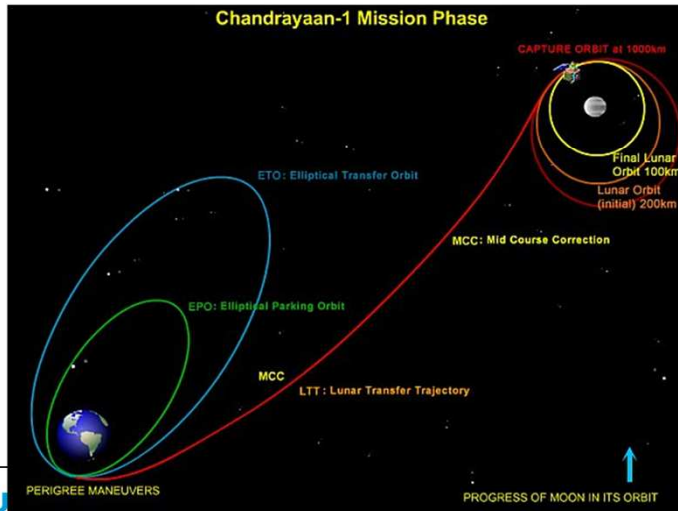 Chandrayaan-1 Mission Phase
CAPTURE ORBIT at 1000km
ETO: Elliptical Transfer Orbit
Final Lunar
Orbit 100km
Lunar Orbit
(initial) 200km
MCC: Mid Course Correction
EPO: Elliptical Parking Orbit
MCC
LTT : Lunar Transfer Trajectory
PERIGREE MANEUVERS
PROGRESS OF MOON IN ITS ORBIT